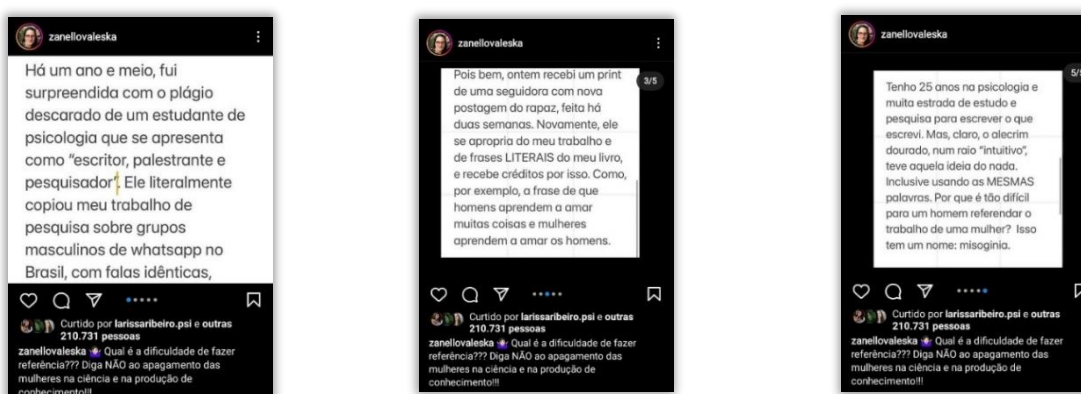 zanellovaleska
Há um ano e meio, fui
surpreendida com o plágio
descarado de um estudante de
psicologia que se apresenta
como "escritor, palestrante e
pesquisador". Ele literalmente
copiou meu trabalho de
pesquisa sobre grupos
masculinos de whatsapp no
Brasil, com falas idênticas,
Curtido por larissaribeiro.psi e outras
210.731 pessoas
zanellovaleska 🤷‍♀️ Qual é a dificuldade de fazer
referência??? Diga NÃO ao apagamento das
mulheres na ciência e na produção de
conhecimento!!!
zanellovaleska
3/5
Pois bem, ontem recebi um print
de uma seguidora com nova
postagem do rapaz, feita há
duas semanas. Novamente, ele
se apropria do meu trabalho e
de frases LITERAIS do meu livro,
e recebe créditos por isso. Como,
por exemplo, a frase de que
homens aprendem a amar
muitas coisas e mulheres
aprendem a amar os homens.
Curtido por larissaribeiro.psi e outras
210.731 pessoas
zanellovaleska 🤷‍♀️ Qual é a dificuldade de fazer
referência??? Diga NÃO ao apagamento das
mulheres na ciência e na produção de
conhecimento!!!
zanellovaleska
5/5
Tenho 25 anos na psicologia e
muita estrada de estudo e
pesquisa para escrever o que
escrevi. Mas, claro, o alecrim
dourado, num raio "intuitivo",
teve aquela ideia do nada.
Inclusive usando as MESMAS
palavras. Por que é tão difícil
para um homem referendar o
trabalho de uma mulher? Isso
tem um nome: misoginia.
Curtido por larissaribeiro.psi e outras
210.731 pessoas
zanellovaleska 🤷‍♀️ Qual é a dificuldade de fazer
referência??? Diga NÃO ao apagamento das
mulheres na ciência e na produção de
conhecimento!!!